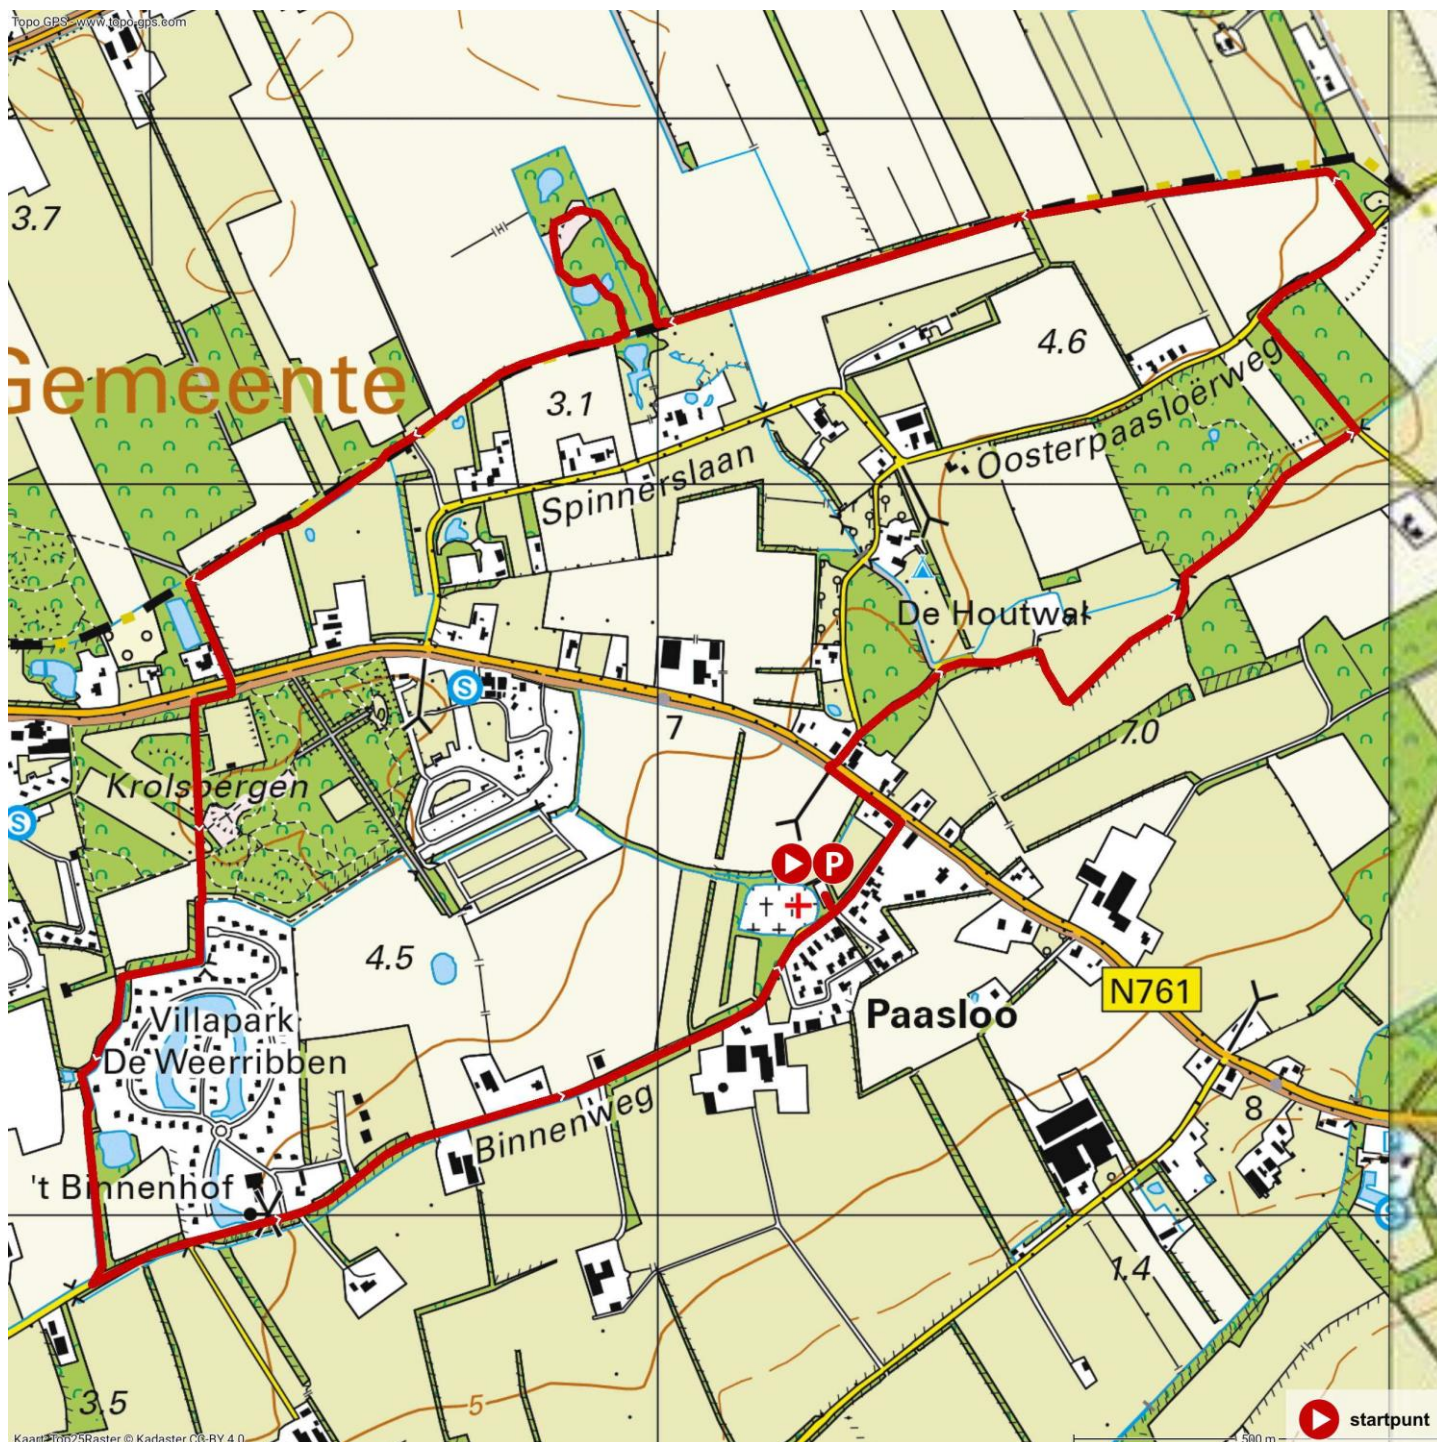 Topo GPS - www.topo-gps.com
3.7
Gemeente
3.1
4.6
Oosterpaasloërweg
Spinnerslaan
De Houtwal
S
7
7.0
Krolsbergen
S
P
4.5
N761
Paasloo
Villapark
De Weerribben
Binnenweg
8
't Binnenhof
S
1.4
3.5
5
startpunt
Kaart: Top25Raster © Kadaster CC-BY 4.0
500 m